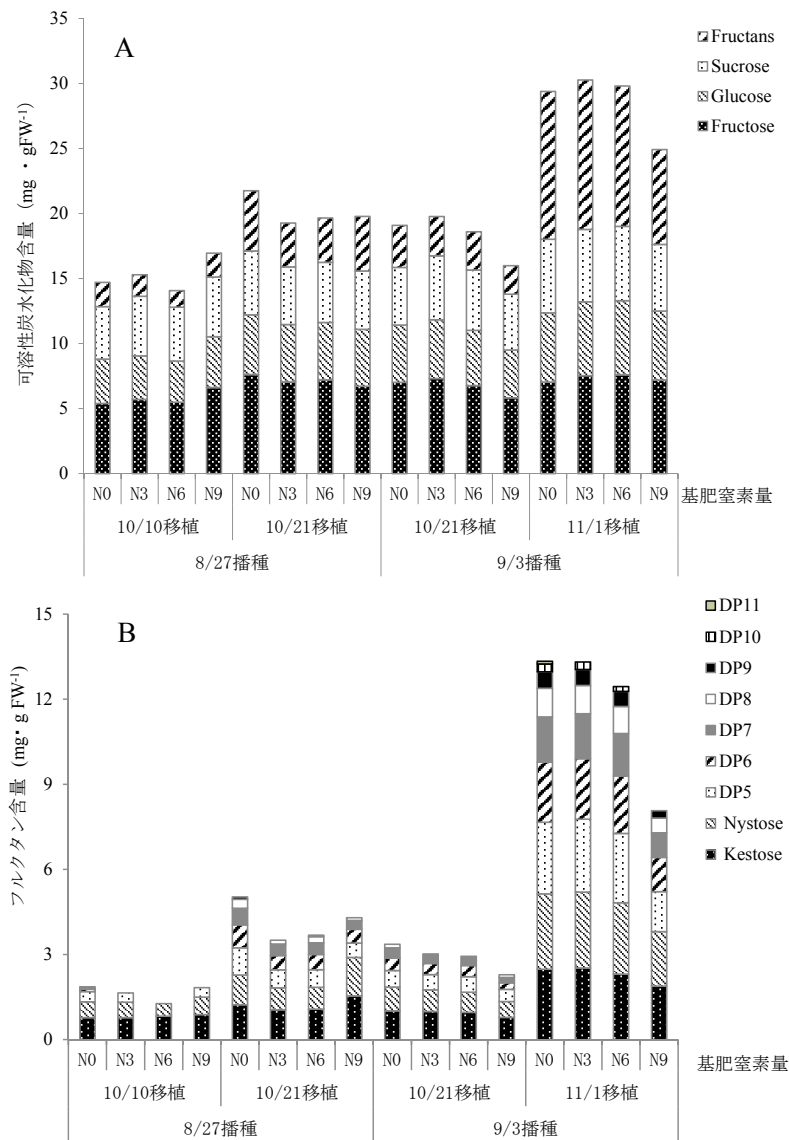 A
35
30
25
20
15
10
5
0
可溶性炭水化物含量 (mg ・ gFW-1)
Fructans
Sucrose
Glucose
Fructose
N0 N3 N6 N9 N0 N3 N6 N9 N0 N3 N6 N9 N0 N3 N6 N9 基肥窒素量
10/10移植 10/21移植 10/21移植 11/1移植
8/27播種 9/3播種
B
15
12
9
6
3
0
フルクタン含量 (mg・g FW-1)
DP11
DP10
DP9
DP8
DP7
DP6
DP5
Nystose
Kestose
N0 N3 N6 N9 N0 N3 N6 N9 N0 N3 N6 N9 N0 N3 N6 N9 基肥窒素量
10/10移植 10/21移植 10/21移植 11/1移植
8/27播種 9/3播種